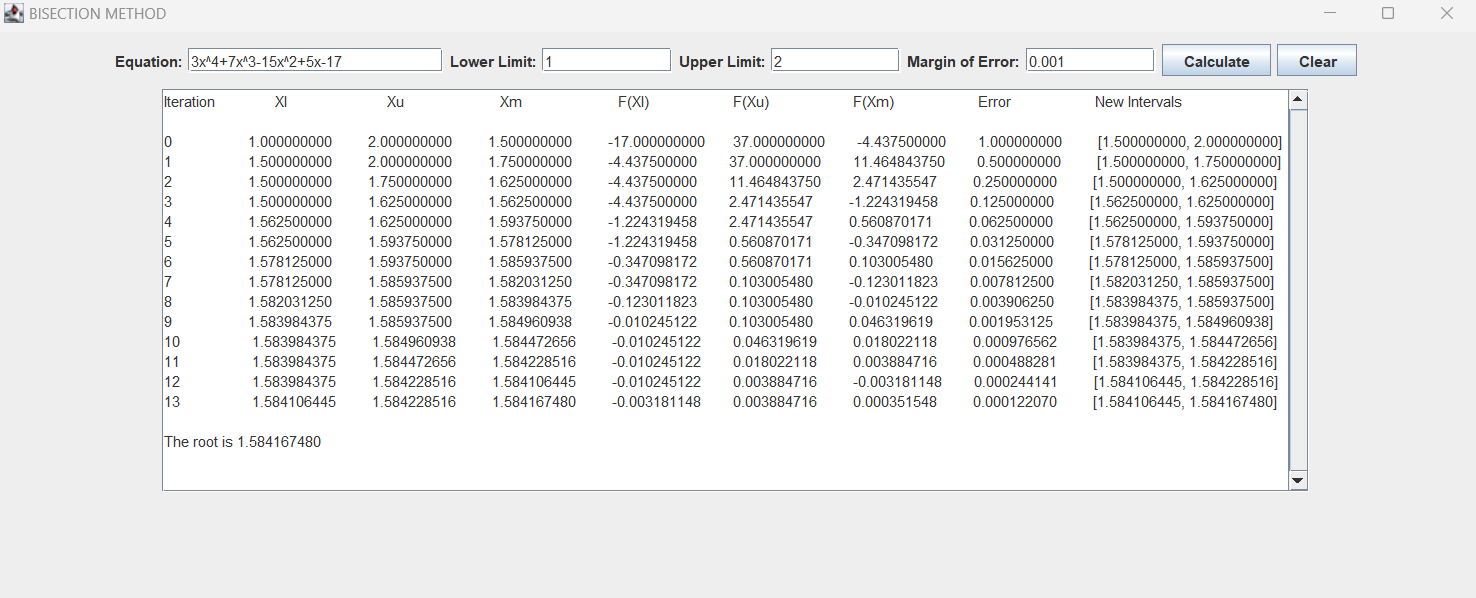 BISECTION METHOD
Equation: 3x^4+7x^3-15x^2+5x-17 Lower Limit: 1 Upper Limit: 2 Margin of Error: 0.001 Calculate Clear
Iteration Xl Xu Xm F(Xl) F(Xu) F(Xm) Error New Intervals
0 1.000000000 2.000000000 1.500000000 -17.000000000 37.000000000 -4.437500000 1.000000000 [1.500000000, 2.000000000]
1 1.500000000 2.000000000 1.750000000 -4.437500000 37.000000000 11.464843750 0.500000000 [1.500000000, 1.750000000]
2 1.500000000 1.750000000 1.625000000 -4.437500000 11.464843750 2.471435547 0.250000000 [1.500000000, 1.625000000]
3 1.500000000 1.625000000 1.562500000 -4.437500000 2.471435547 -1.224319458 0.125000000 [1.562500000, 1.625000000]
4 1.562500000 1.625000000 1.593750000 -1.224319458 2.471435547 0.560870171 0.062500000 [1.562500000, 1.593750000]
5 1.562500000 1.593750000 1.578125000 -1.224319458 0.560870171 -0.347098172 0.031250000 [1.578125000, 1.593750000]
6 1.578125000 1.593750000 1.585937500 -0.347098172 0.560870171 0.103005480 0.015625000 [1.578125000, 1.585937500]
7 1.578125000 1.585937500 1.582031250 -0.347098172 0.103005480 -0.123011823 0.007812500 [1.582031250, 1.585937500]
8 1.582031250 1.585937500 1.583984375 -0.123011823 0.103005480 -0.010245122 0.003906250 [1.583984375, 1.585937500]
9 1.583984375 1.585937500 1.584960938 -0.010245122 0.103005480 0.046319619 0.001953125 [1.583984375, 1.584960938]
10 1.583984375 1.584960938 1.584472656 -0.010245122 0.046319619 0.018022118 0.000976562 [1.583984375, 1.584472656]
11 1.583984375 1.584472656 1.584228516 -0.010245122 0.018022118 0.003884716 0.000488281 [1.583984375, 1.584228516]
12 1.583984375 1.584228516 1.584106445 -0.010245122 0.003884716 -0.003181148 0.000244141 [1.584106445, 1.584228516]
13 1.584106445 1.584228516 1.584167480 -0.003181148 0.003884716 0.000351548 0.000122070 [1.584106445, 1.584167480]
The root is 1.584167480